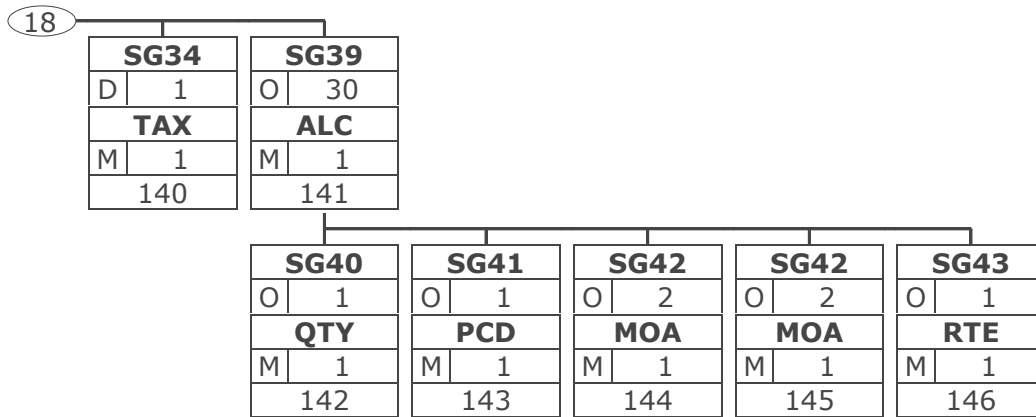 18
SG34 SG39
D 1 O 30
TAX ALC
M 1 M 1
140 141
SG40 SG41 SG42 SG42 SG43
O 1 O 1 O 2 O 2 O 1
QTY PCD MOA MOA RTE
M 1 M 1 M 1 M 1 M 1
142 143 144 145 146